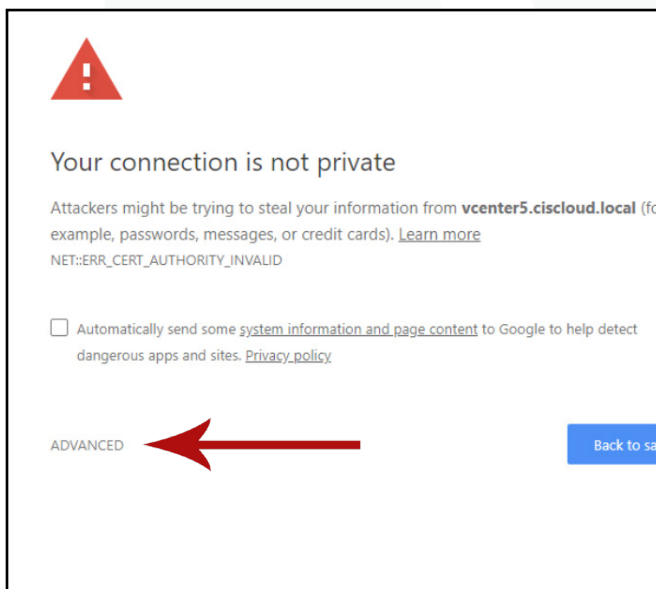 Your connection is not private
Attackers might be trying to steal your information from vcenter5.ciscloud.local (fo
example, passwords, messages, or credit cards). Learn more
NET::ERR_CERT_AUTHORITY_INVALID
Automatically send some system information and page content to Google to help detect
dangerous apps and sites. Privacy policy
ADVANCED
Back to sa